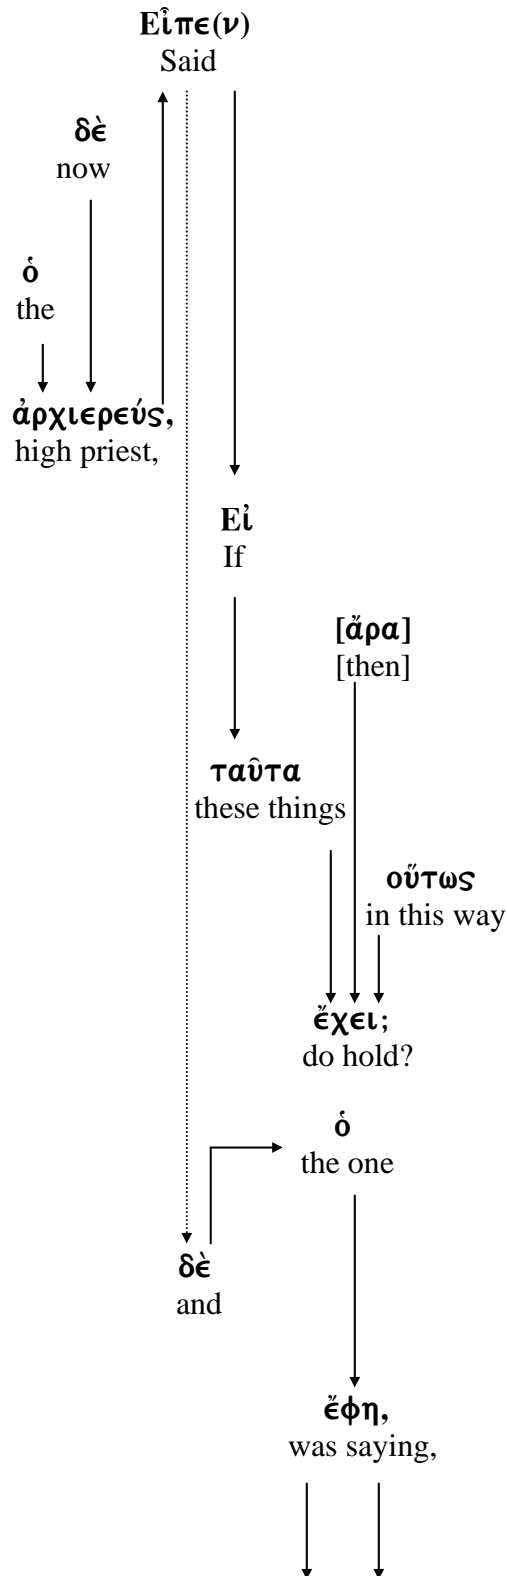 Εἶπε(ν)
Said
δὲ
now
ὁ
the
ἀρχιερεύς,
high priest,
Εἰ
If
[ἄρα]
[then]
ταῦτα
these things
οὕτως
in this way
ἔχει;
do hold?
ὁ
the one
δὲ
and
ἔφη,
was saying,